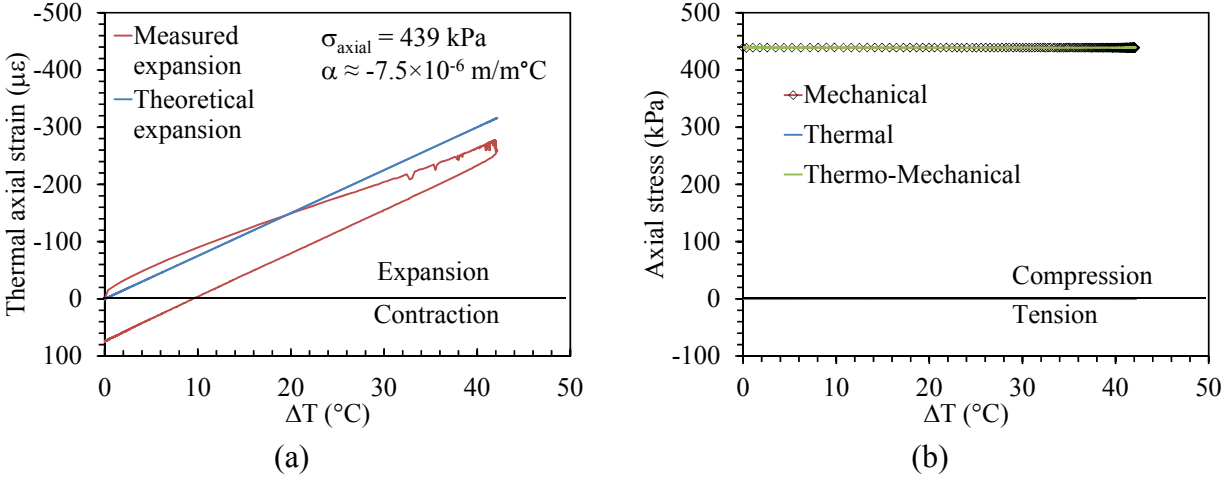 -500
-400
-300
-200
-100
0
100
Thermal axial strain (µε)
Measured
expansion
Theoretical
expansion
σaxial = 439 kPa
α ≈ -7.5×10-6 m/m°C
Expansion
Contraction
0 10 20 30 40 50
ΔT (°C)
(a)
500
400
300
200
100
0
-100
Axial stress (kPa)
Mechanical
Thermal
Thermo-Mechanical
Compression
Tension
0 10 20 30 40 50
ΔT (°C)
(b)